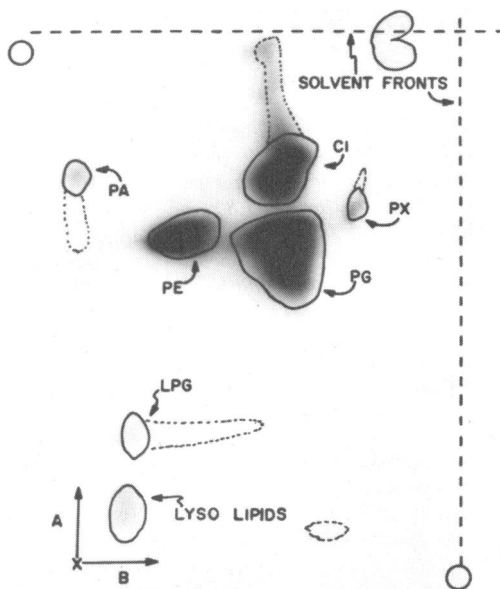 SOLVENT FRONTS
CI
PA
PX
PE
PG
LPG
A
LYSO LIPIDS
X
B